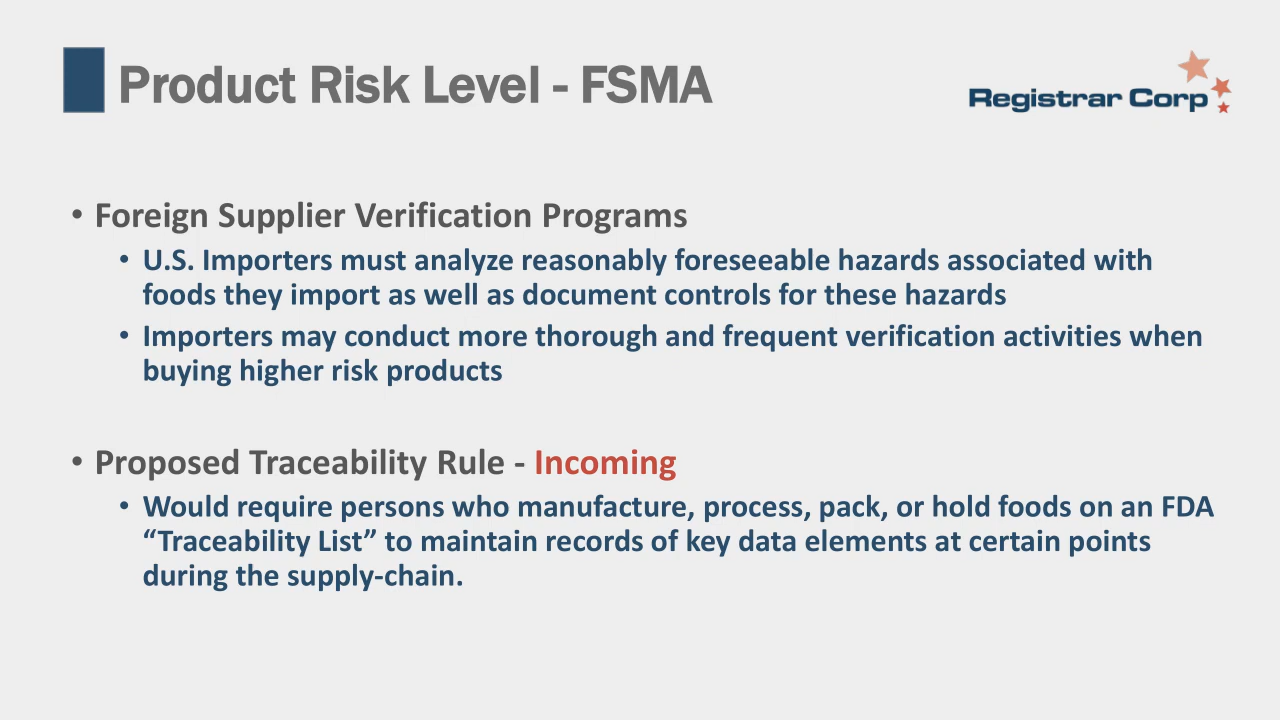 Product Risk Level - FSMA
Registrar Corp
• Foreign Supplier Verification Programs
• U.S. Importers must analyze reasonably foreseeable hazards associated with
foods they import as well as document controls for these hazards
• Importers may conduct more thorough and frequent verification activities when
buying higher risk products
• Proposed Traceability Rule - Incoming
• Would require persons who manufacture, process, pack, or hold foods on an FDA
“Traceability List” to maintain records of key data elements at certain points
during the supply-chain.